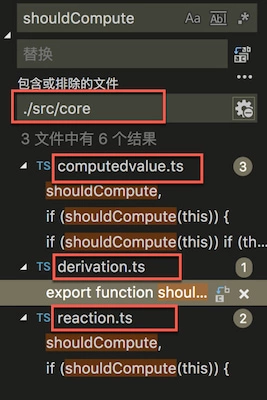 shouldCompute
Aa Abl .*
替换
包含或排除的文件
./src/core
3 文件中有 6 个结果
TS computedvalue.ts 3
shouldCompute,
if (shouldCompute(this)) {
if (shouldCompute(this)) if (th...
TS derivation.ts 1
export function shoul...
TS reaction.ts 2
shouldCompute,
if (shouldCompute(this)) {